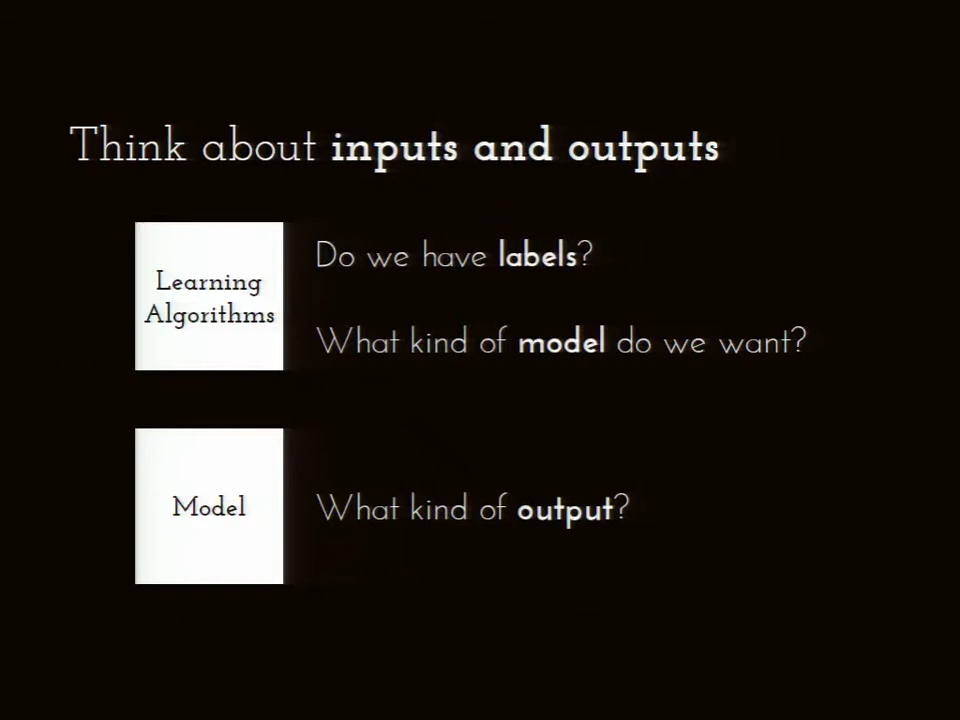 Think about inputs and outputs
Learning
Algorithms
Do we have labels?
What kind of model do we want?
Model
What kind of output?